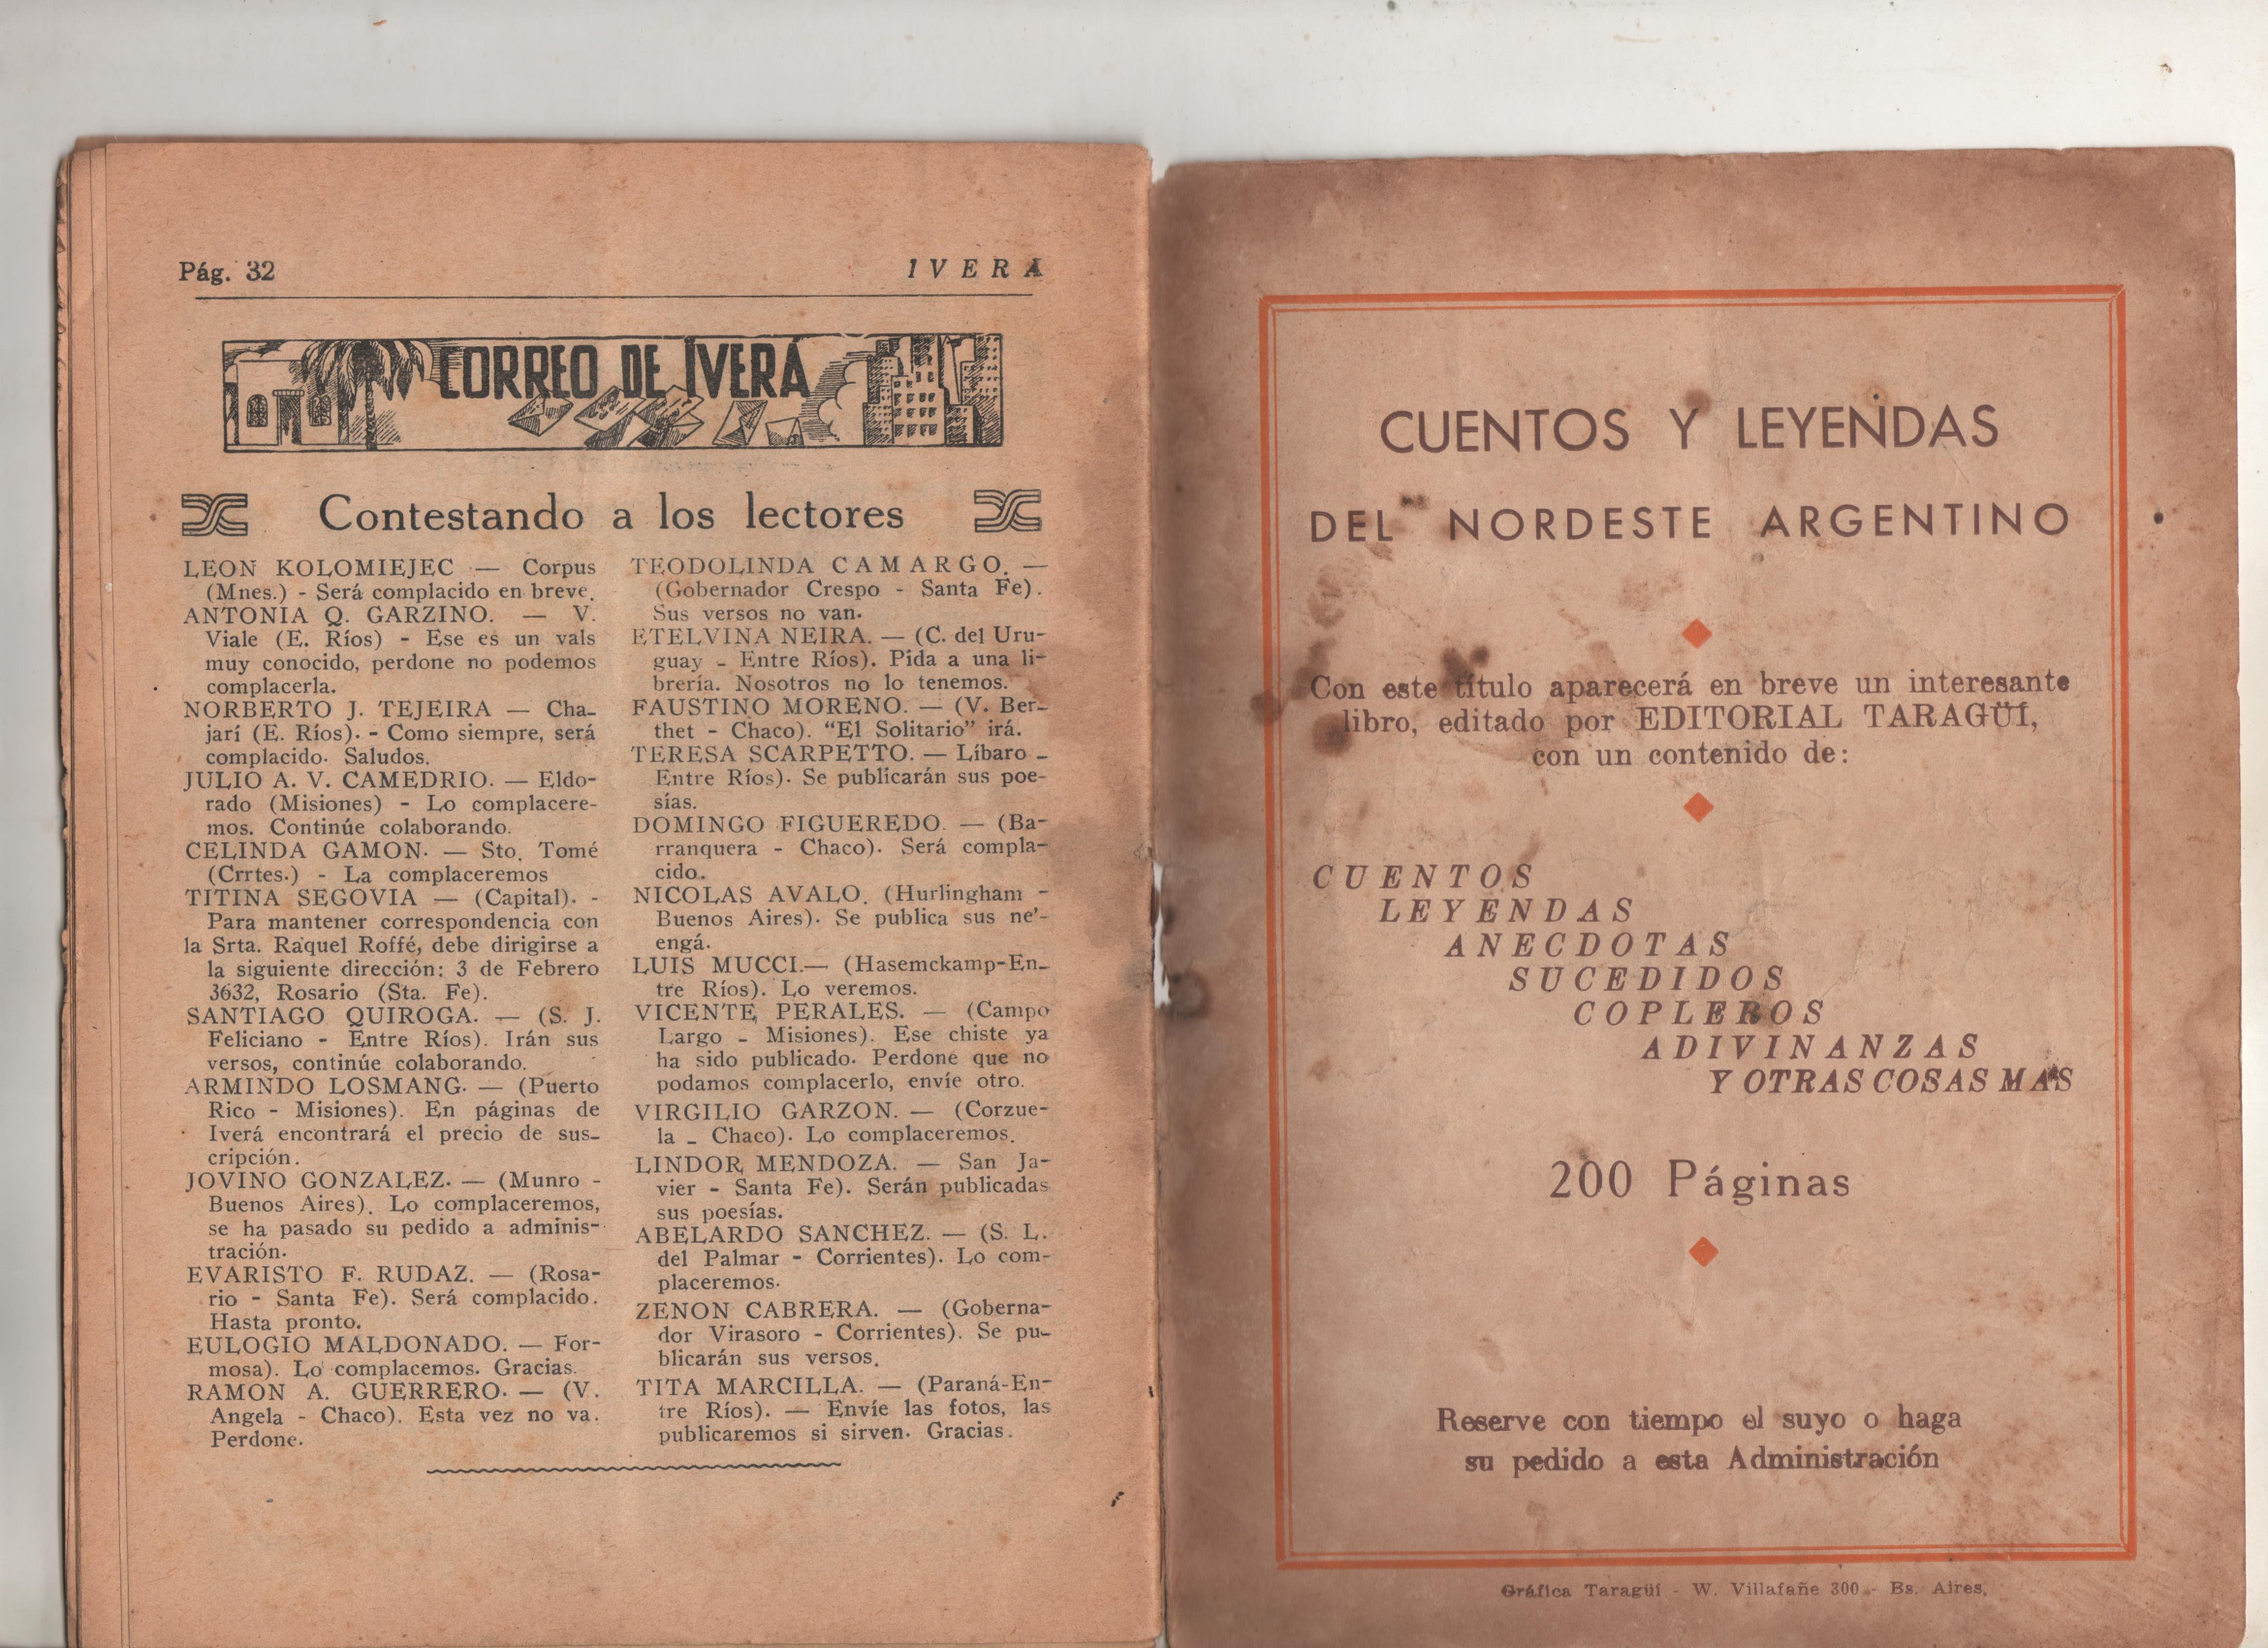 Pág. 32
IVERA
CORREO DE IVERÁ
Contestando a los lectores
LEON KOLOMIEJEC — Corpus
(Mnes.) - Será complacido en breve.
ANTONIA Q. GARZINO. — V.
Viale (E. Ríos) - Ese es un vals
muy conocido, perdone no podemos
complacerla.
NORBERTO J. TEJEIRA — Cha-
jarí (E. Ríos). - Como siempre, será
complacido. Saludos.
JULIO A. V. CAMEDRIO. — Eldo-
rado (Misiones) - Lo complacere-
mos. Continúe colaborando.
CELINDA GAMON. — Sto. Tomé
(Crrtes.) - La complaceremos
TITINA SEGOVIA — (Capital). -
Para mantener correspondencia con
la Srta. Raquel Roffé, debe dirigirse a
la siguiente dirección: 3 de Febrero
3632, Rosario (Sta. Fe).
SANTIAGO QUIROGA. — (S. J.
Feliciano - Entre Ríos). Irán sus
versos, continúe colaborando.
ARMINDO LOSMANG. — (Puerto
Rico - Misiones). En páginas de
Iverá encontrará el precio de sus-
cripción.
JOVINO GONZALEZ. — (Munro -
Buenos Aires). Lo complaceremos,
se ha pasado su pedido a adminis-
tración.
EVARISTO F. RUDAZ. — (Rosa-
rio - Santa Fe). Será complacido.
Hasta pronto.
EULOGIO MALDONADO. — For-
mosa). Lo complacemos. Gracias.
RAMON A. GUERRERO. — (V.
Angela - Chaco). Esta vez no va.
Perdone.
TEODOLINDA CAMARGO. —
(Gobernador Crespo - Santa Fe).
Sus versos no van.
ETELVINA NEIRA. — (C. del Uru-
guay - Entre Ríos). Pida a una li-
brería. Nosotros no lo tenemos.
FAUSTINO MORENO. — (V. Ber-
thet - Chaco). "El Solitario" irá.
TERESA SCARPETTO. — Líbaro -
Entre Ríos). Se publicarán sus poe-
sías.
DOMINGO FIGUEREDO. — (Ba-
rranquera - Chaco). Será compla-
cido.
NICOLAS AVALO. (Hurlingham -
Buenos Aires). Se publica sus ne'-
engá.
LUIS MUCCI.— (Hasemckamp-En-
tre Ríos). Lo veremos.
VICENTE PERALES. — (Campo
Largo - Misiones). Ese chiste ya
ha sido publicado. Perdone que no
podamos complacerlo, envíe otro.
VIRGILIO GARZON. — (Corzue-
la - Chaco). Lo complaceremos.
LINDOR MENDOZA. — San Ja-
vier - Santa Fe). Serán publicadas
sus poesías.
ABELARDO SANCHEZ. — (S. L.
del Palmar - Corrientes). Lo com-
placeremos.
ZENON CABRERA. — (Goberna-
dor Virasoro - Corrientes). Se pu-
blicarán sus versos.
TITA MARCILLA. — (Paraná-En-
tre Ríos). — Envíe las fotos, las
publicaremos si sirven. Gracias.
CUENTOS Y LEYENDAS
DEL NORDESTE ARGENTINO
Con este título aparecerá en breve un interesante
libro, editado por EDITORIAL TARAGÜÍ,
con un contenido de:
CUENTOS
LEYENDAS
ANECDOTAS
SUCEDIDOS
COPLEROS
ADIVINANZAS
Y OTRAS COSAS MAS
200 Páginas
Reserve con tiempo el suyo o haga
su pedido a esta Administración
Gráfica Taragüí - W. Villafañe 300 - Bs. Aires.